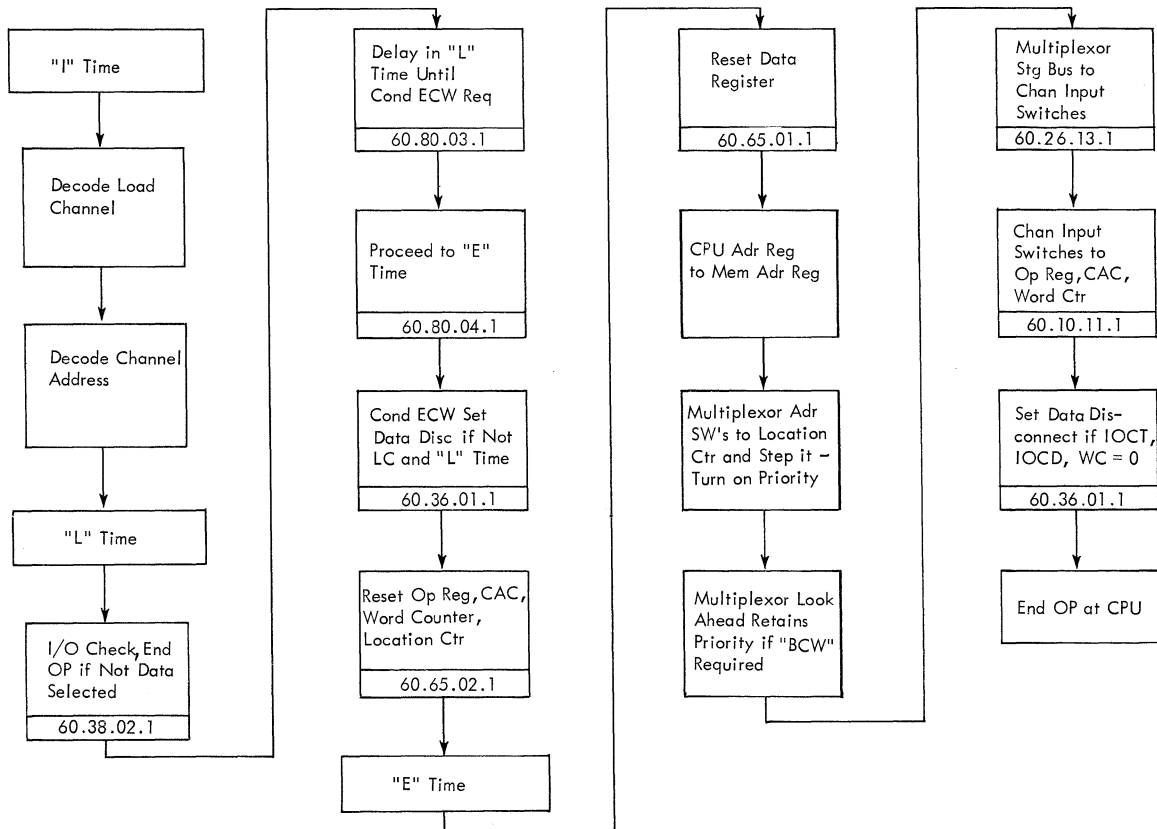 "I" Time
Decode Load
Channel
Decode Channel
Address
"L" Time
I/O Check, End
OP if Not Data
Selected
60.38.02.1
Delay in "L"
Time Until
Cond ECW Req
60.80.03.1
Proceed to "E"
Time
60.80.04.1
Cond ECW Set
Data Disc if Not
LC and "L" Time
60.36.01.1
Reset Op Reg, CAC,
Word Counter,
Location Ctr
60.65.02.1
"E" Time
Reset Data
Register
60.65.01.1
CPU Adr Reg
to Mem Adr Reg
Multiplexor Adr
SW's to Location
Ctr and Step it -
Turn on Priority
Multiplexor Look
Ahead Retains
Priority if "BCW"
Required
Multiplexor
Stg Bus to
Chan Input
Switches
60.26.13.1
Chan Input
Switches to
Op Reg, CAC,
Word Ctr
60.10.11.1
Set Data Dis-
connect if IOCT,
IOCD, WC = 0
60.36.01.1
End OP at CPU